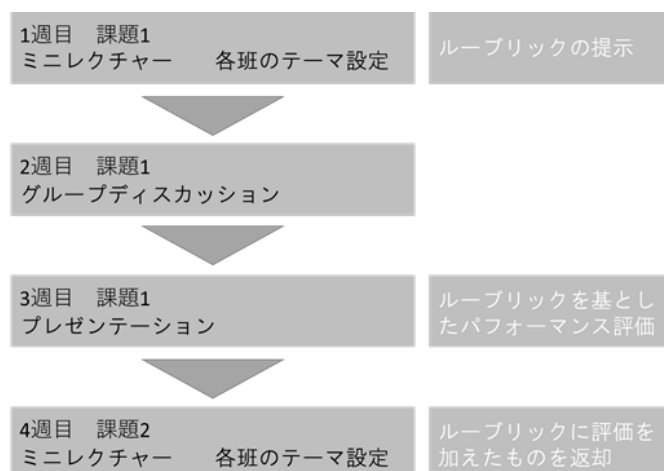 1週目　課題1
ミニレクチャー　　各班のテーマ設定
ルーブリックの提示
2週目　課題1
グループディスカッション
3週目　課題1
プレゼンテーション
ルーブリックを基とし
たパフォーマンス評価
4週目　課題2
ミニレクチャー　　各班のテーマ設定
ルーブリックに評価を
加えたものを返却